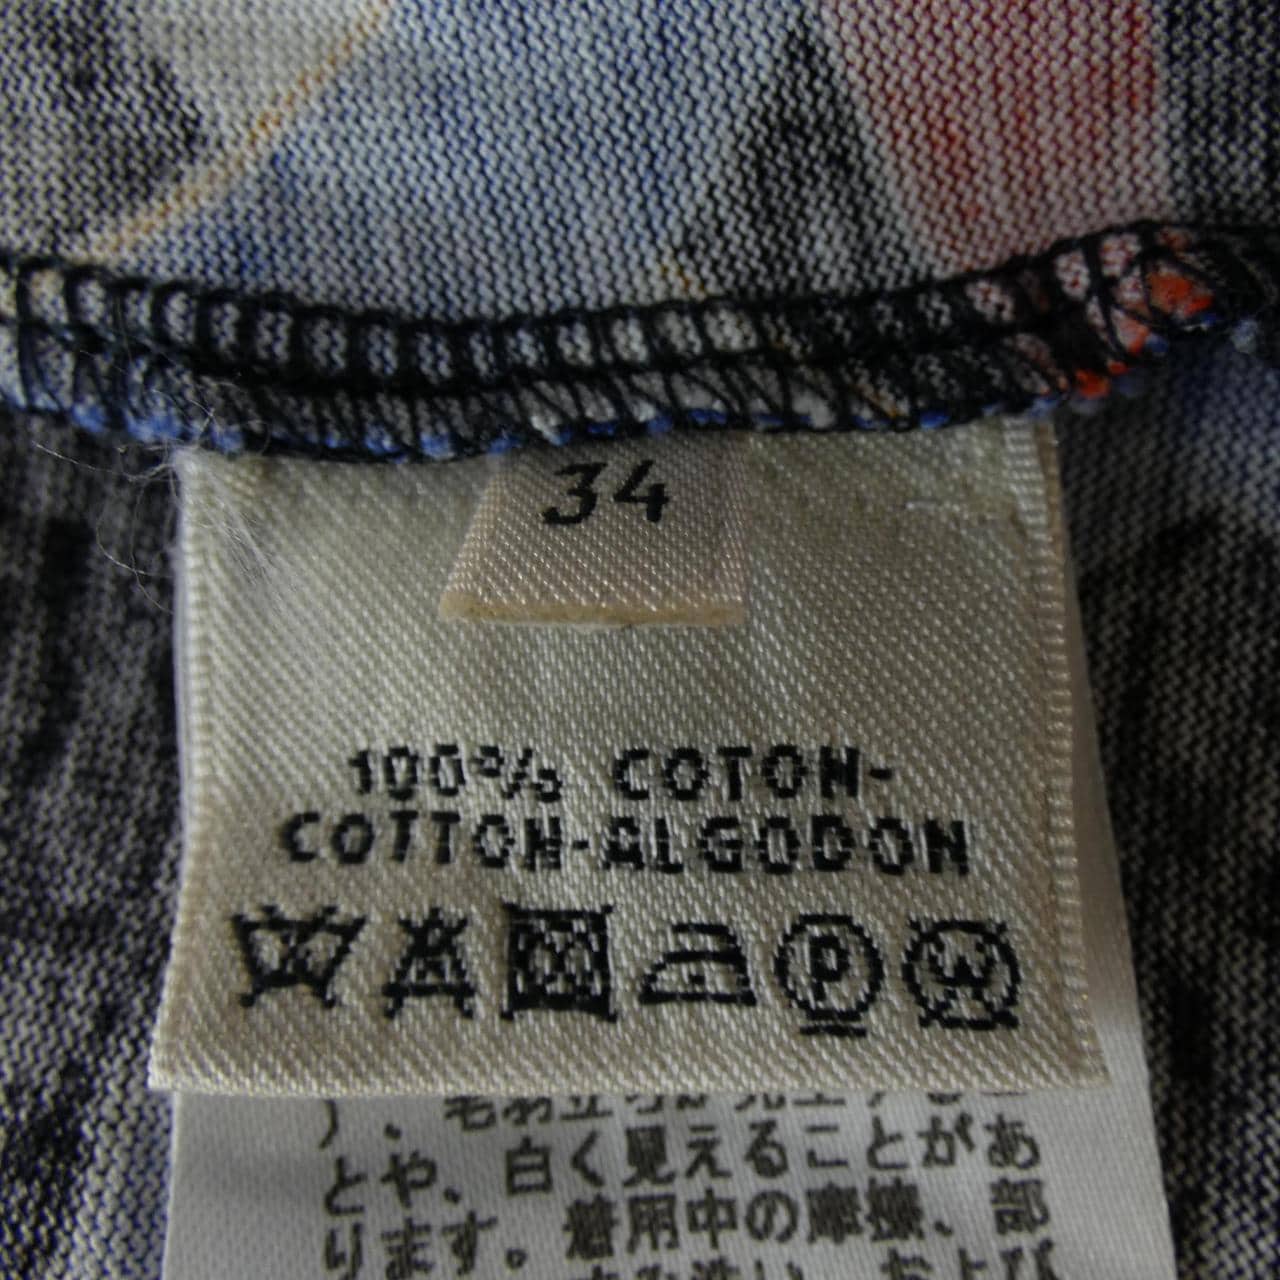 34
100% COTON-
COTTON-ALGODON
P
W
とや、白く見えることがあ
ります。着用中の摩擦、部